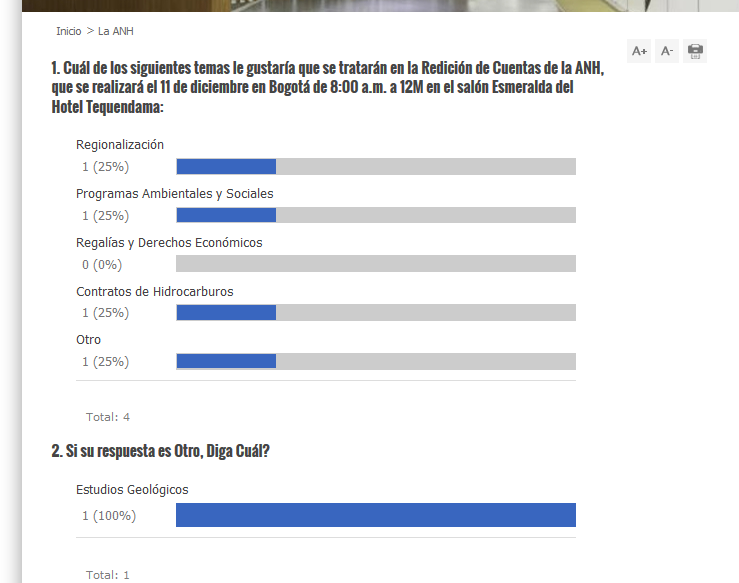 Inicio > La ANH
A+ A-
1. Cuál de los siguientes temas le gustaría que se tratarán en la Redición de Cuentas de la ANH,
que se realizará el 11 de diciembre en Bogotá de 8:00 a.m. a 12M en el salón Esmeralda del
Hotel Tequendama:
Regionalización
1 (25%)
Programas Ambientales y Sociales
1 (25%)
Regalías y Derechos Económicos
0 (0%)
Contratos de Hidrocarburos
1 (25%)
Otro
1 (25%)
Total: 4
2. Si su respuesta es Otro, Diga Cuál?
Estudios Geológicos
1 (100%)
Total: 1